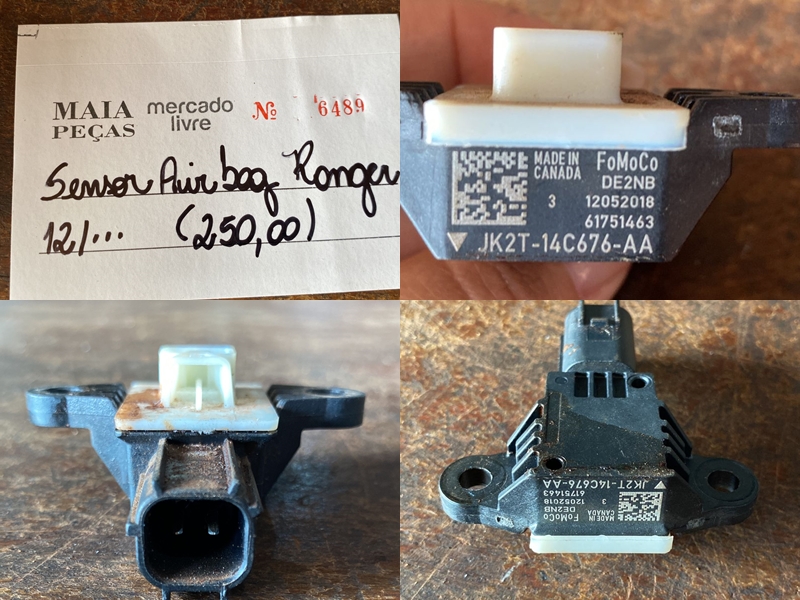 MAIA
PEÇAS
mercado
livre
Nº 6489
Sensor Air bag Ranger
12/... (250,00)
MADE IN
CANADA
3
FoMoCo
DE2NB
12052018
61751463
JK2T-14C676-AA
JK2T-14C676-AA
61751463
12052018
3
DE2NB
FoMoCo
MADE IN
CANADA